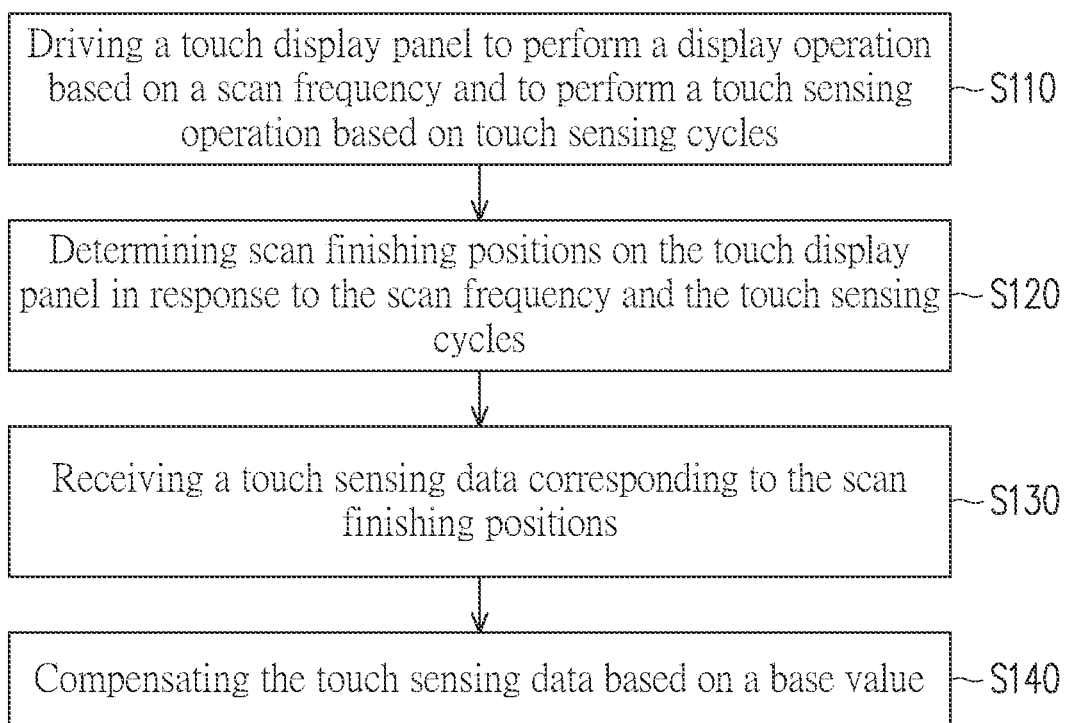 Driving a touch display panel to perform a display operation
based on a scan frequency and to perform a touch sensing
operation based on touch sensing cycles
S110
Determining scan finishing positions on the touch display
panel in response to the scan frequency and the touch sensing
cycles
S120
Receiving a touch sensing data corresponding to the scan
finishing positions
S130
Compensating the touch sensing data based on a base value
S140